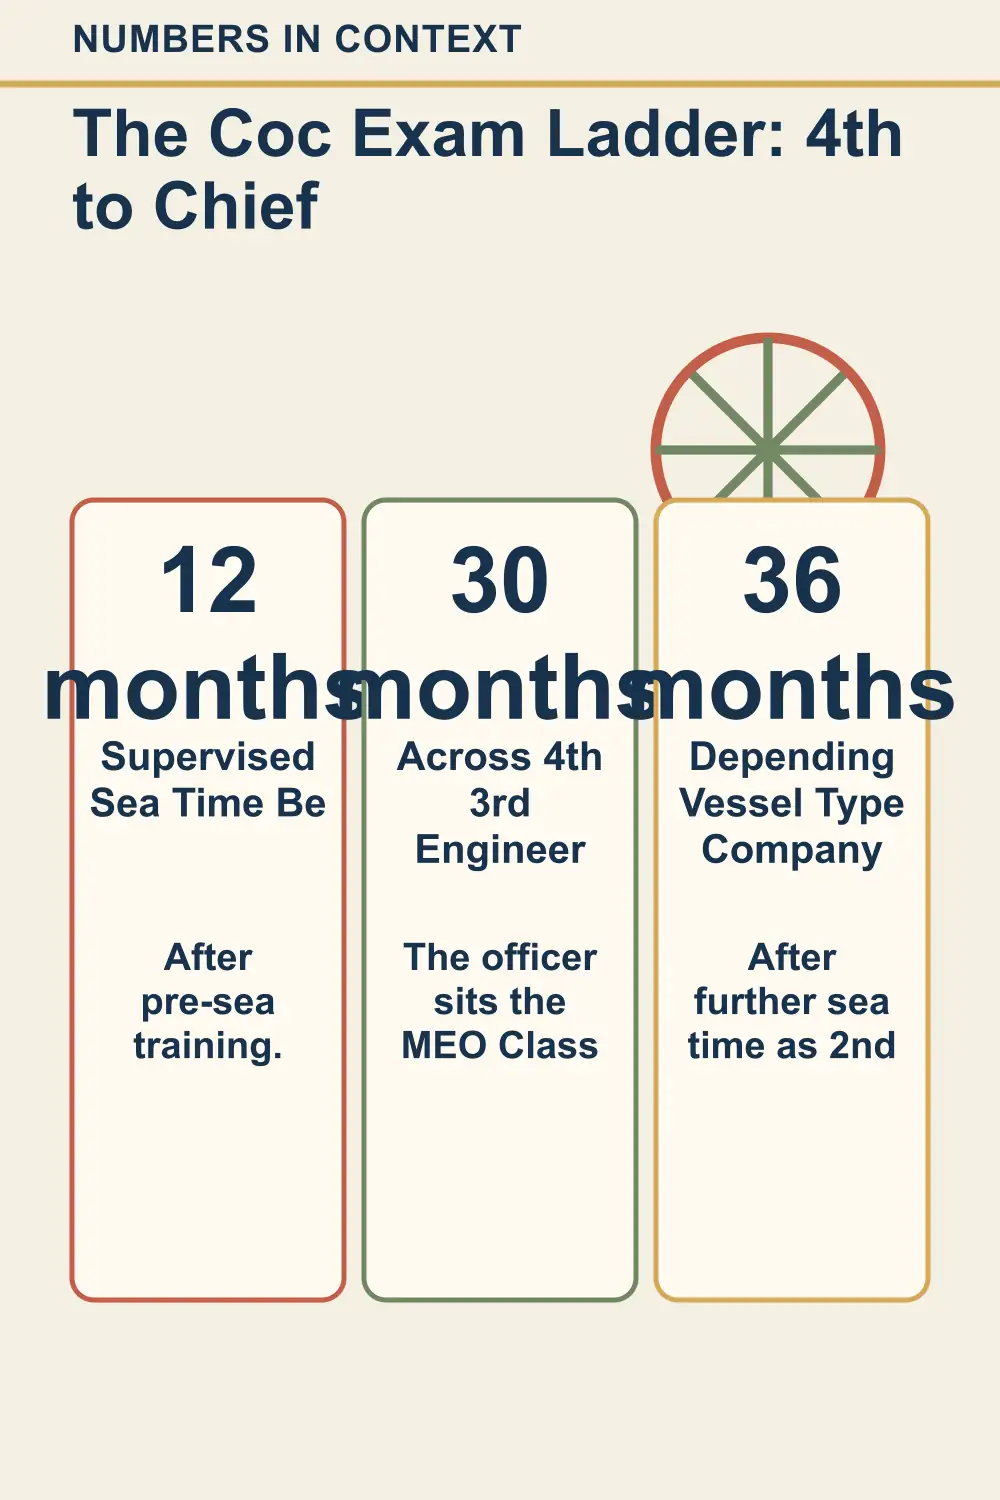 NUMBERS IN CONTEXT
The Coc Exam Ladder: 4th
to Chief
12
months
Supervised
Sea Time Be
After
pre-sea
training.
30
months
Across 4th
3rd
Engineer
The officer
sits the
MEO Class
36
months
Depending
Vessel Type
Company
After
further sea
time as 2nd